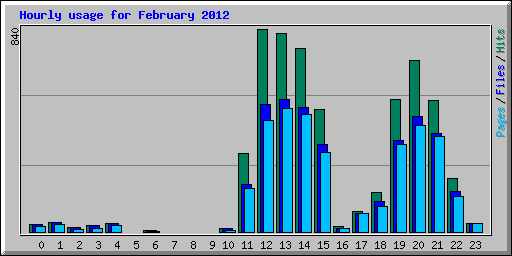 Hourly usage for February 2012
840
Pages / Files / Hits
0 1 2 3 4 5 6 7 8 9 10 11 12 13 14 15 16 17 18 19 20 21 22 23